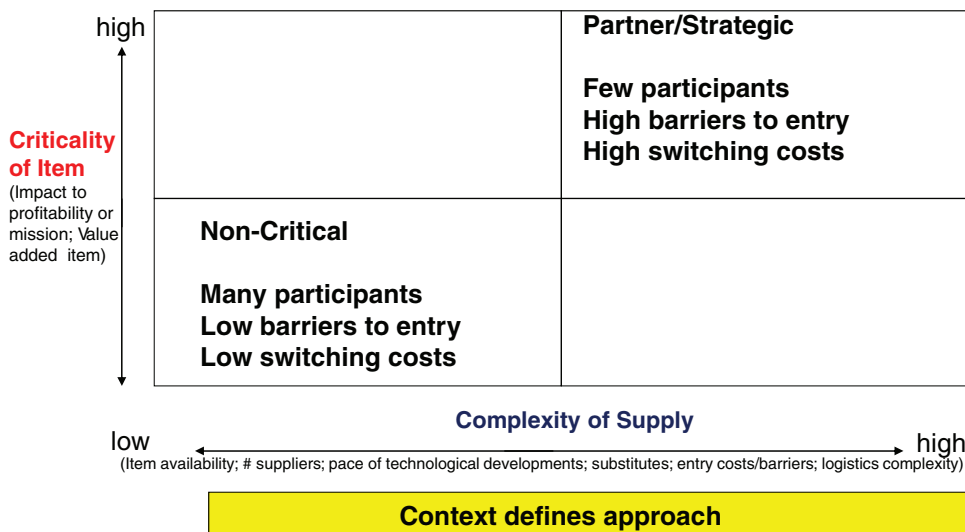 high
Partner/Strategic
Few participants
High barriers to entry
High switching costs
Criticality
of Item
(Impact to
profitability or
mission; Value
added item)
Non-Critical
Many participants
Low barriers to entry
Low switching costs
Complexity of Supply
low
high
(Item availability; # suppliers; pace of technological developments; substitutes; entry costs/barriers; logistics complexity)
Context defines approach